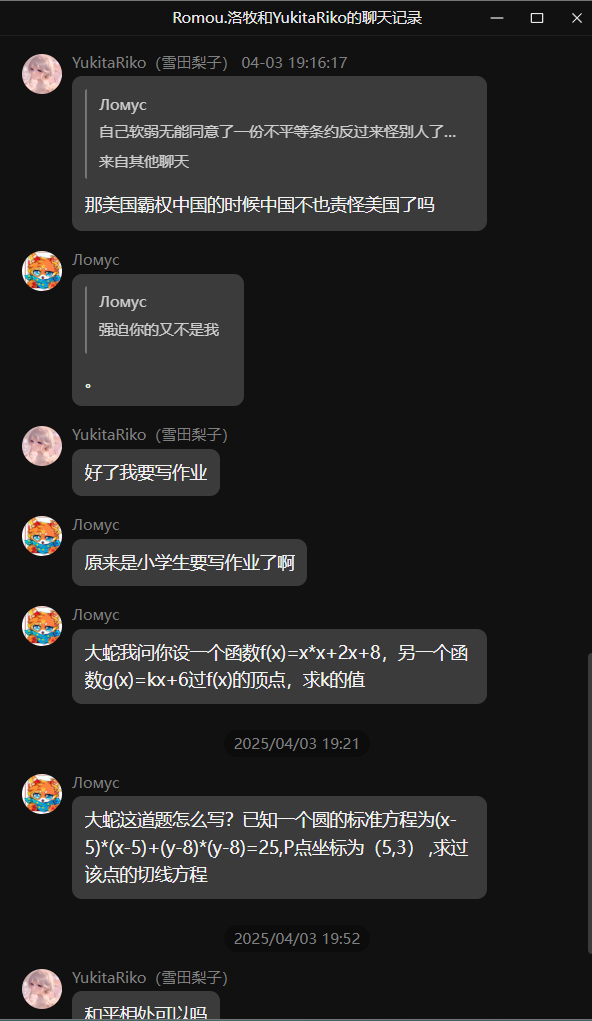 Romou.洛牧和YukitaRiko的聊天记录
YukitaRiko（雪田梨子） 04-03 19:16:17
Ломус
自己软弱无能同意了一份不平等条约反过来怪别人了...
来自其他聊天
那美国霸权中国的时候中国不也责怪美国了吗
Ломус
Ломус
强迫你的又不是我
。
YukitaRiko（雪田梨子）
好了我要写作业
Ломус
原来是小学生要写作业了啊
Ломус
大蛇我问你设一个函数f(x)=x*x+2x+8，另一个函
数g(x)=kx+6过f(x)的顶点，求k的值
2025/04/03 19:21
Ломус
大蛇这道题怎么写？已知一个圆的标准方程为(x-
5)*(x-5)+(y-8)*(y-8)=25,P点坐标为（5,3）,求过
该点的切线方程
2025/04/03 19:52
YukitaRiko（雪田梨子）
和平相处可以吗